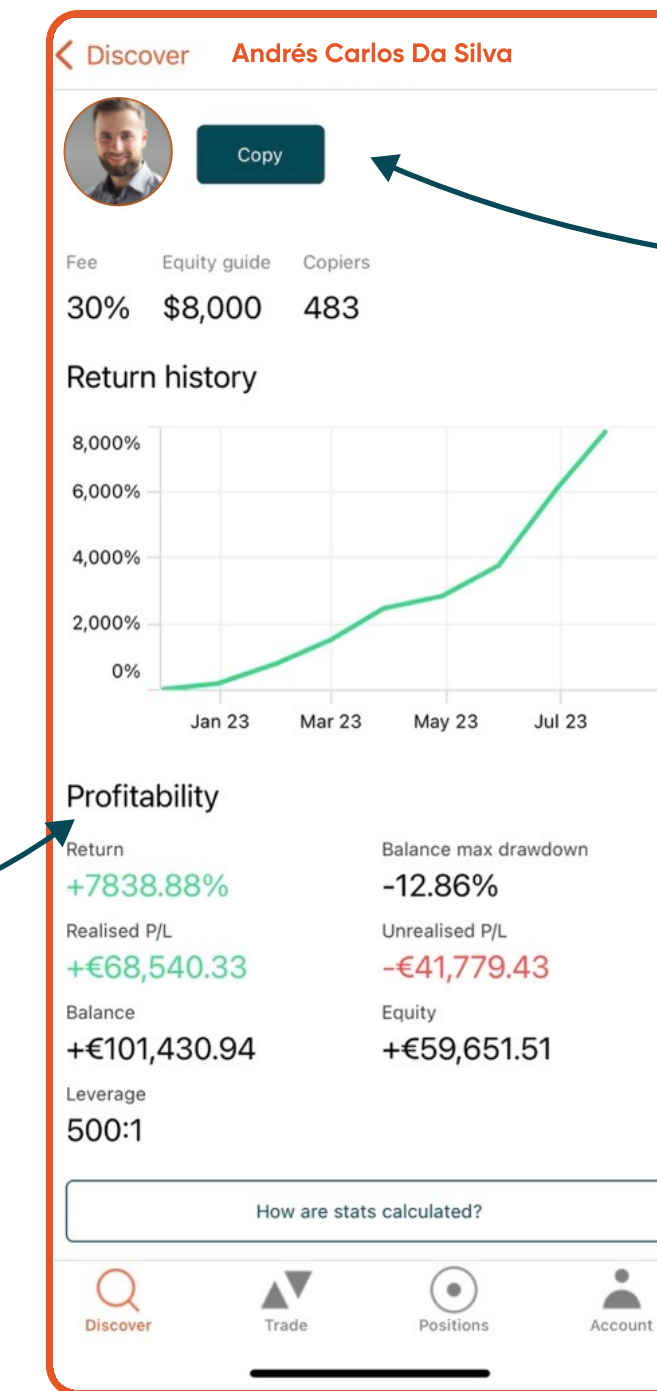 Discover Andrés Carlos Da Silva
Copy
Fee Equity guide Copiers
30% $8,000 483
Return history
8,000%
6,000%
4,000%
2,000%
0%
Jan 23 Mar 23 May 23 Jul 23
Profitability
Return Balance max drawdown
+7838.88% -12.86%
Realised P/L Unrealised P/L
+€68,540.33 -€41,779.43
Balance Equity
+€101,430.94 +€59,651.51
Leverage
500:1
How are stats calculated?
Discover Trade Positions Account